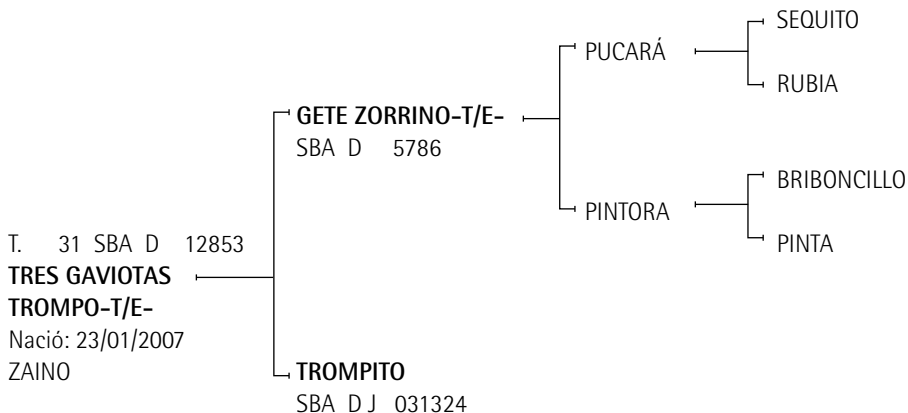 SEQUITO
PUCARÁ
RUBIA
GETE ZORRINO-T/E-
SBA D 5786
BRIBONCILLO
PINTORA
PINTA
T. 31 SBA D 12853
TRES GAVIOTAS
TROMPO-T/E-
Nació: 23/01/2007
ZAINO
TROMPITO
SBA D J 031324